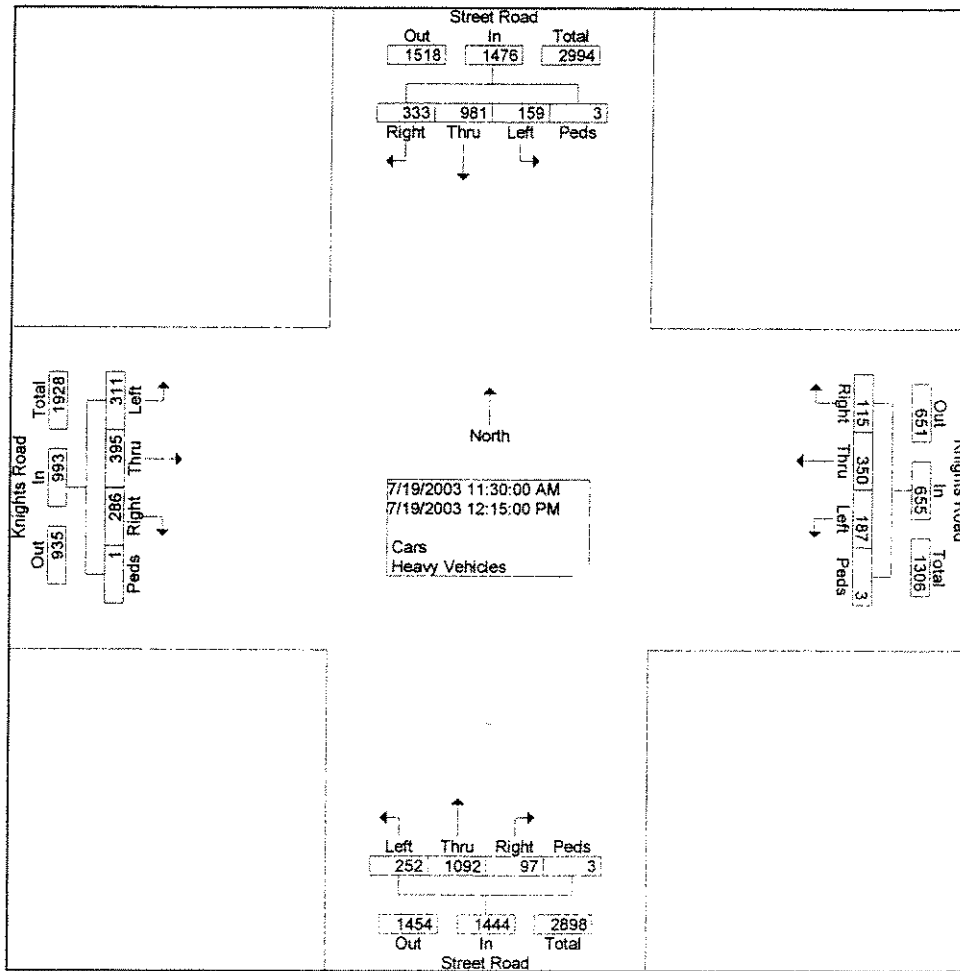 Street Road
Out In Total
1518 1476 2994
333 981 159 3
Right Thru Left Peds
North
7/19/2003 11:30:00 AM
7/19/2003 12:15:00 PM
Cars
Heavy Vehicles
Knights Road
Out In Total
935 993 1928
Peds Right Thru Left
1 286 395 311
Knights Road
Out In Total
651 655 1306
115 350 187 3
Right Thru Left Peds
Left Thru Right Peds
252 1092 97 3
1454 1444 2898
Out In Total
Street Road